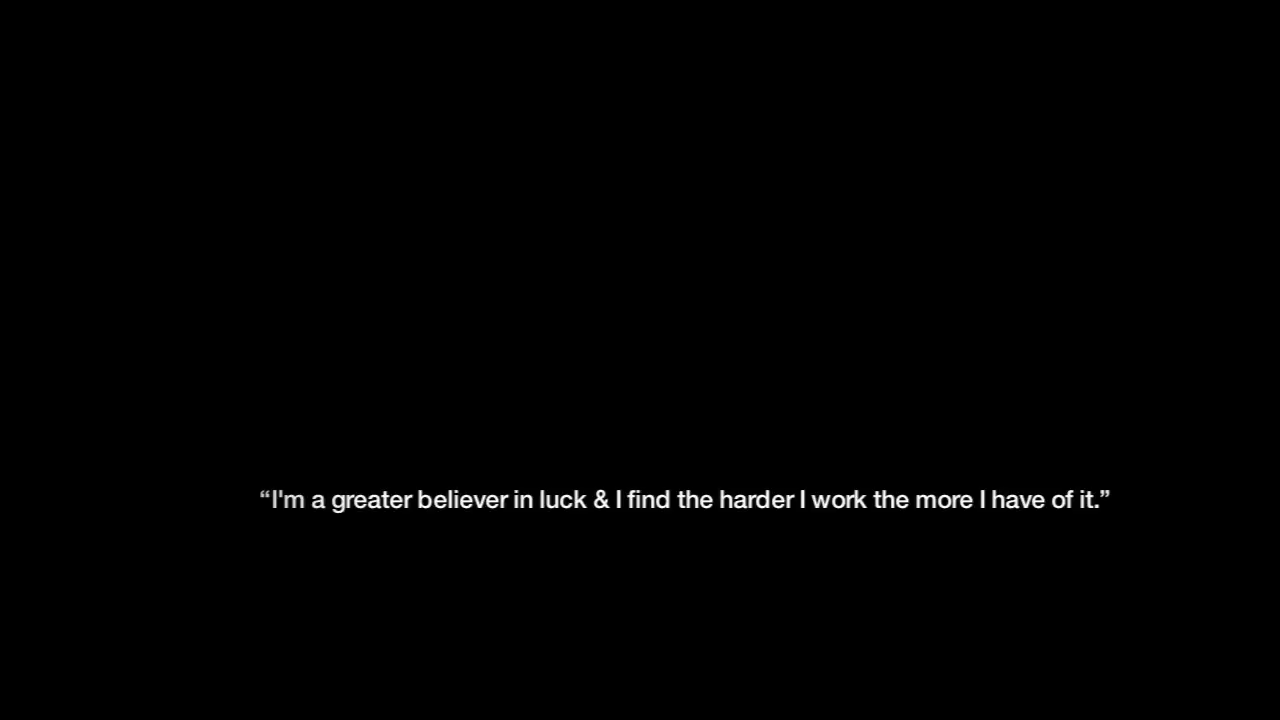 “I'm a greater believer in luck & I find the harder I work the more I have of it.”